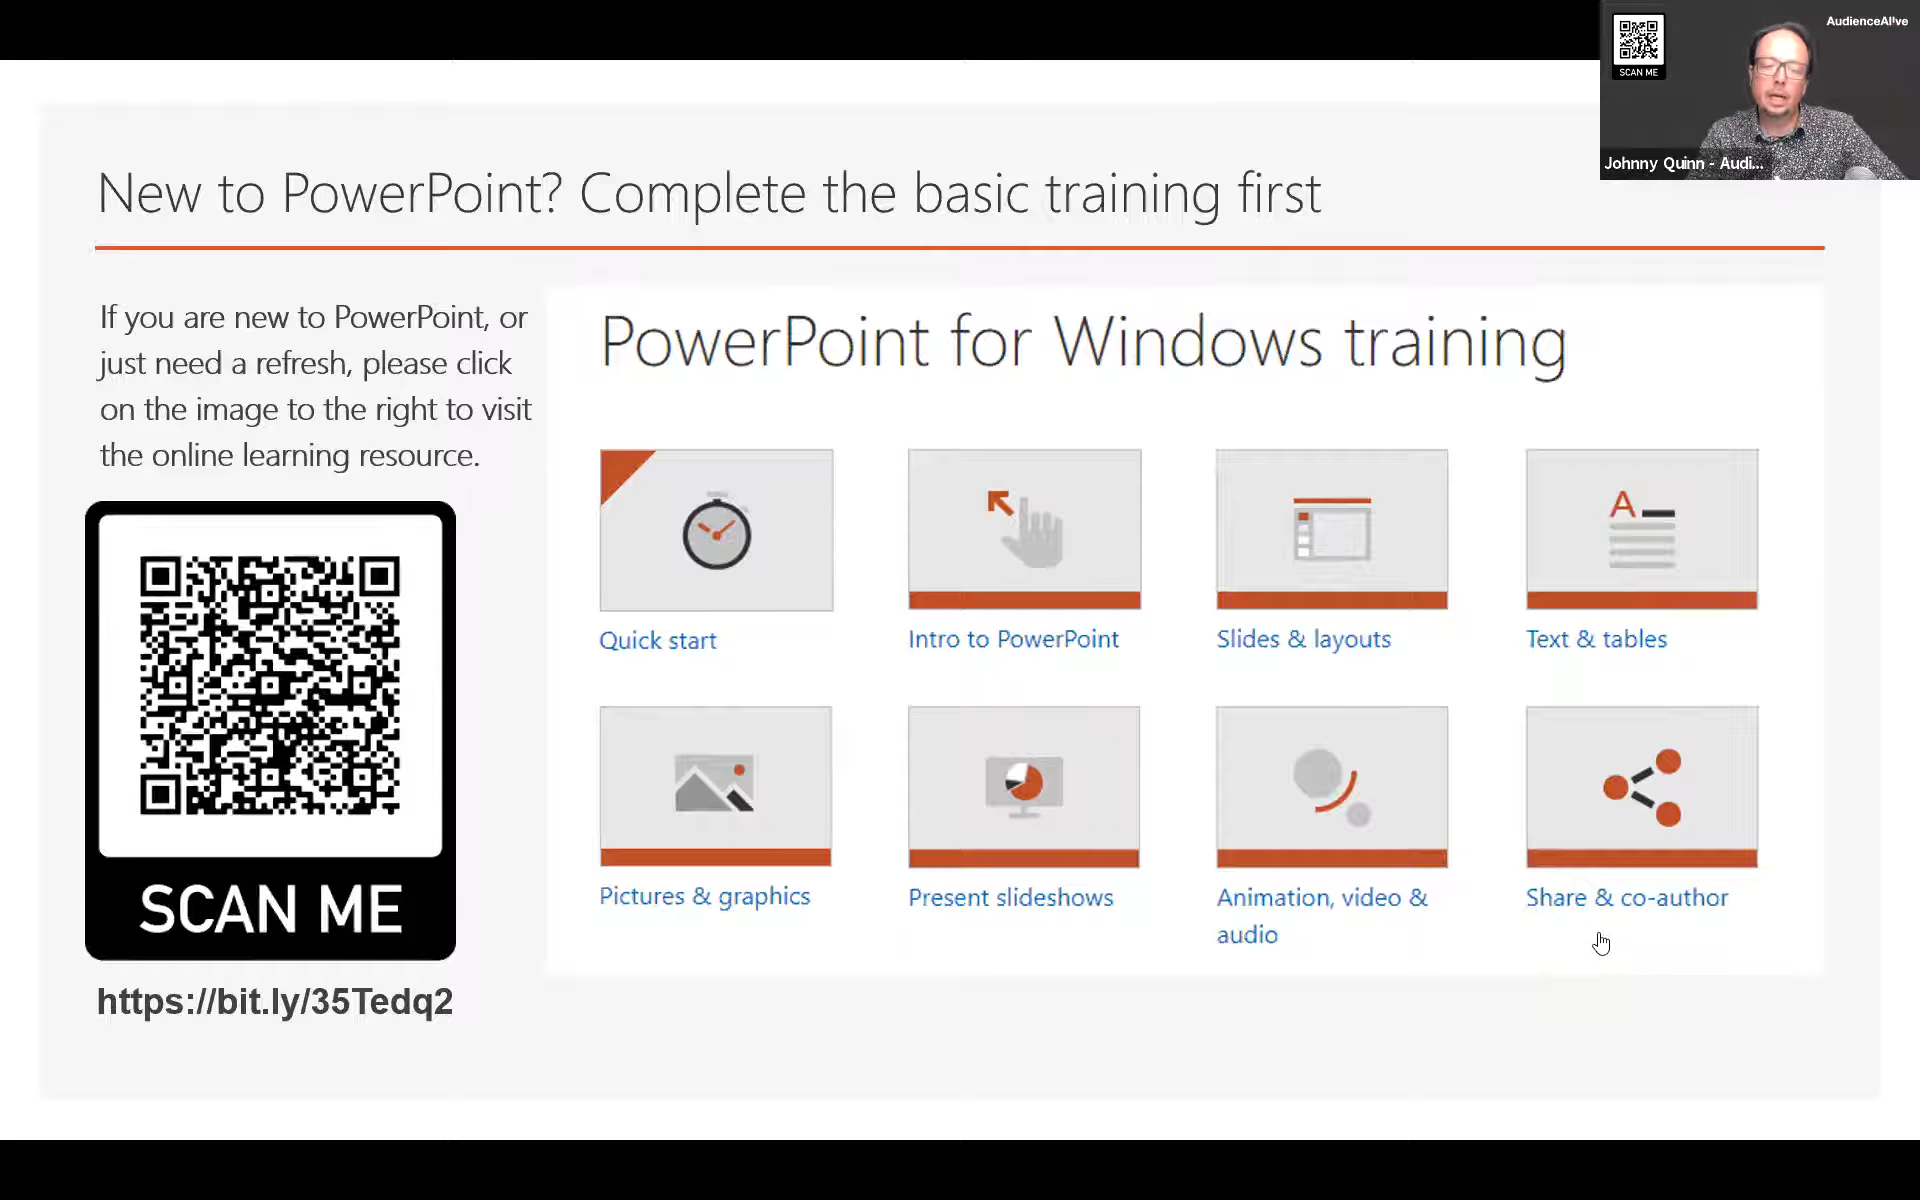 AudienceAl!ve
SCAN ME
Johnny Quinn - Audi...
New to PowerPoint? Complete the basic training first
If you are new to PowerPoint, or
just need a refresh, please click
on the image to the right to visit
the online learning resource.
SCAN ME
https://bit.ly/35Tedq2
PowerPoint for Windows training
Quick start
Intro to PowerPoint
Slides & layouts
A
Text & tables
Pictures & graphics
Present slideshows
Animation, video &
audio
Share & co-author